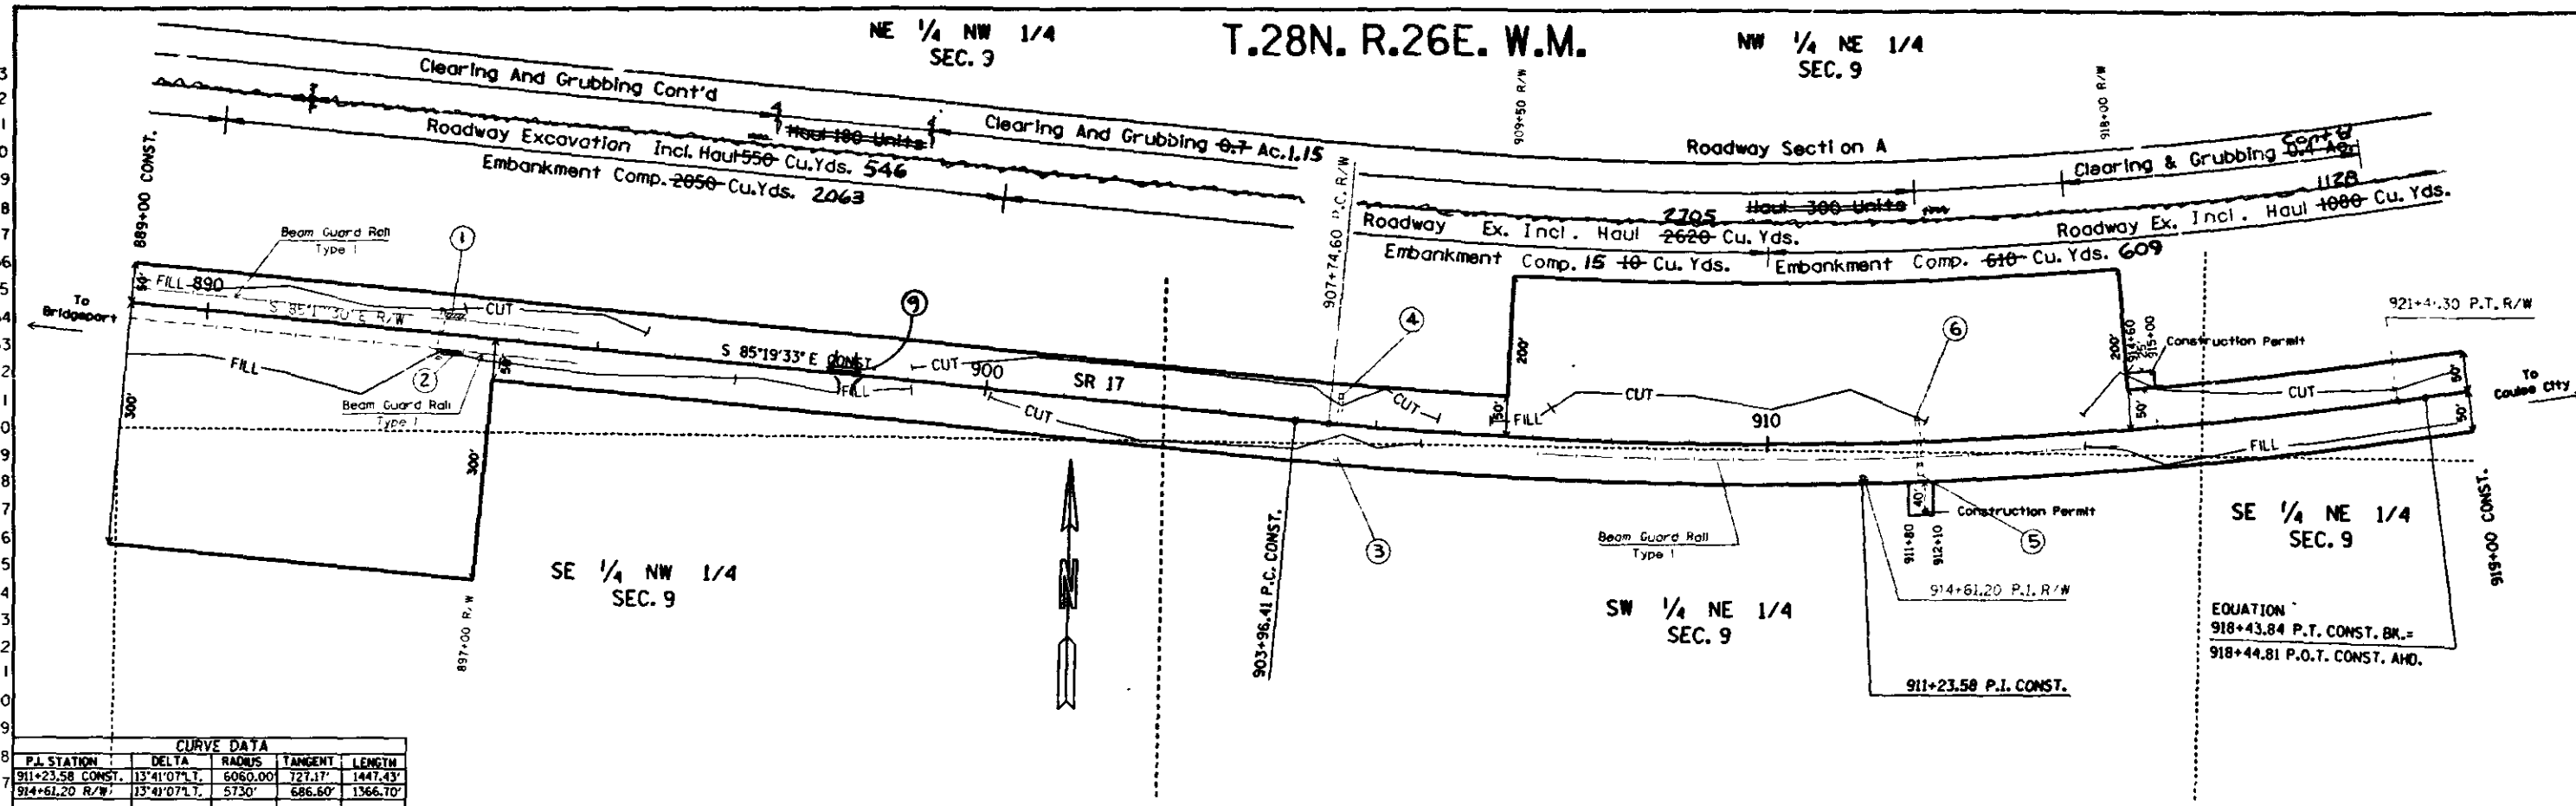 NE 1/4 NW 1/4
SEC. 9
T.28N. R.26E. W.M.
NW 1/4 NE 1/4
SEC. 9
Clearing And Grubbing Cont'd
Haul 180 Units
Clearing And Grubbing 0.7 Ac. 1.15
Roadway Excavation Incl. Haul 550 Cu.Yds. 546
Embankment Comp. 2050 Cu.Yds. 2063
909+50 R/W
918+00 R/W
Roadway Section A
Clearing & Grubbing 0.4 Ac. Cont'd
Haul 300 Units
2705
Roadway Ex. Incl. Haul 2620 Cu. Yds.
1128
Roadway Ex. Incl. Haul 1080 Cu. Yds.
Embankment Comp. 15 10 Cu. Yds.
Embankment Comp. 610 Cu. Yds. 609
889+00 CONST.
Beam Guard Rail
Type 1
1
50'
FILL 890
CUT
To
Bridgeport
R/W
S 85°19'33" E CONST.
9
FILL
2
50'
Beam Guard Rail
Type 1
300'
300'
FILL
CUT 900
SR 17
CUT
907+74.60 P.C. R/W
4
CUT
200'
50'
FILL
CUT
910
6
200'
914+60
25'
915+00
Construction Permit
921+41.30 P.T. R/W
50'
CUT
50'
50'
FILL
To
Coulee City
919+00 CONST.
897+00 R/W
SE 1/4 NW 1/4
SEC. 9
N
903+96.41 P.C. CONST.
3
Beam Guard Rail
Type 1
40'
Construction Permit
911+80
912+10
5
914+61.20 P.I. R/W
SW 1/4 NE 1/4
SEC. 9
911+23.58 P.I. CONST.
SE 1/4 NE 1/4
SEC. 9
EQUATION
918+43.84 P.T. CONST. BK.=
918+44.81 P.O.T. CONST. AHD.
CURVE DATA
P.I. STATION DELTA RADIUS TANGENT LENGTH
911+23.58 CONST. 13°41'07" LT. 6060.00' 727.17' 1447.43'
914+61.20 R/W 13°41'07" LT. 5730' 686.60' 1366.70'